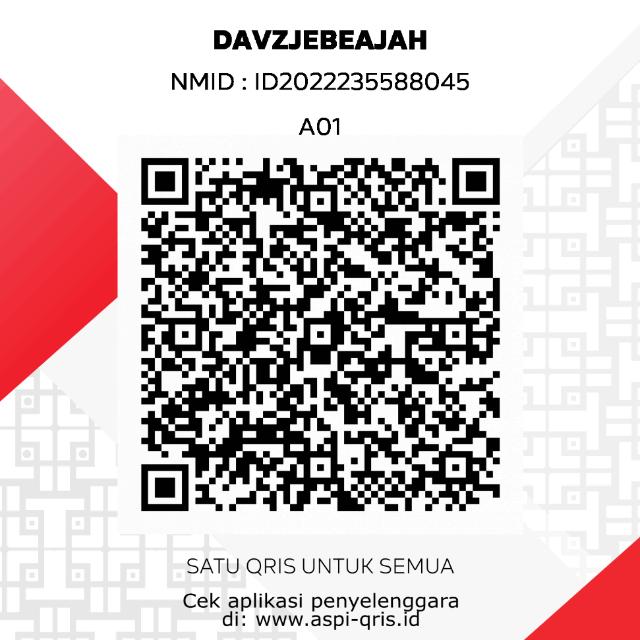 DAVZJEBEAJAH
NMID : ID2022235588045
A01
SATU QRIS UNTUK SEMUA
Cek aplikasi penyelenggara
di: www.aspi-qris.id